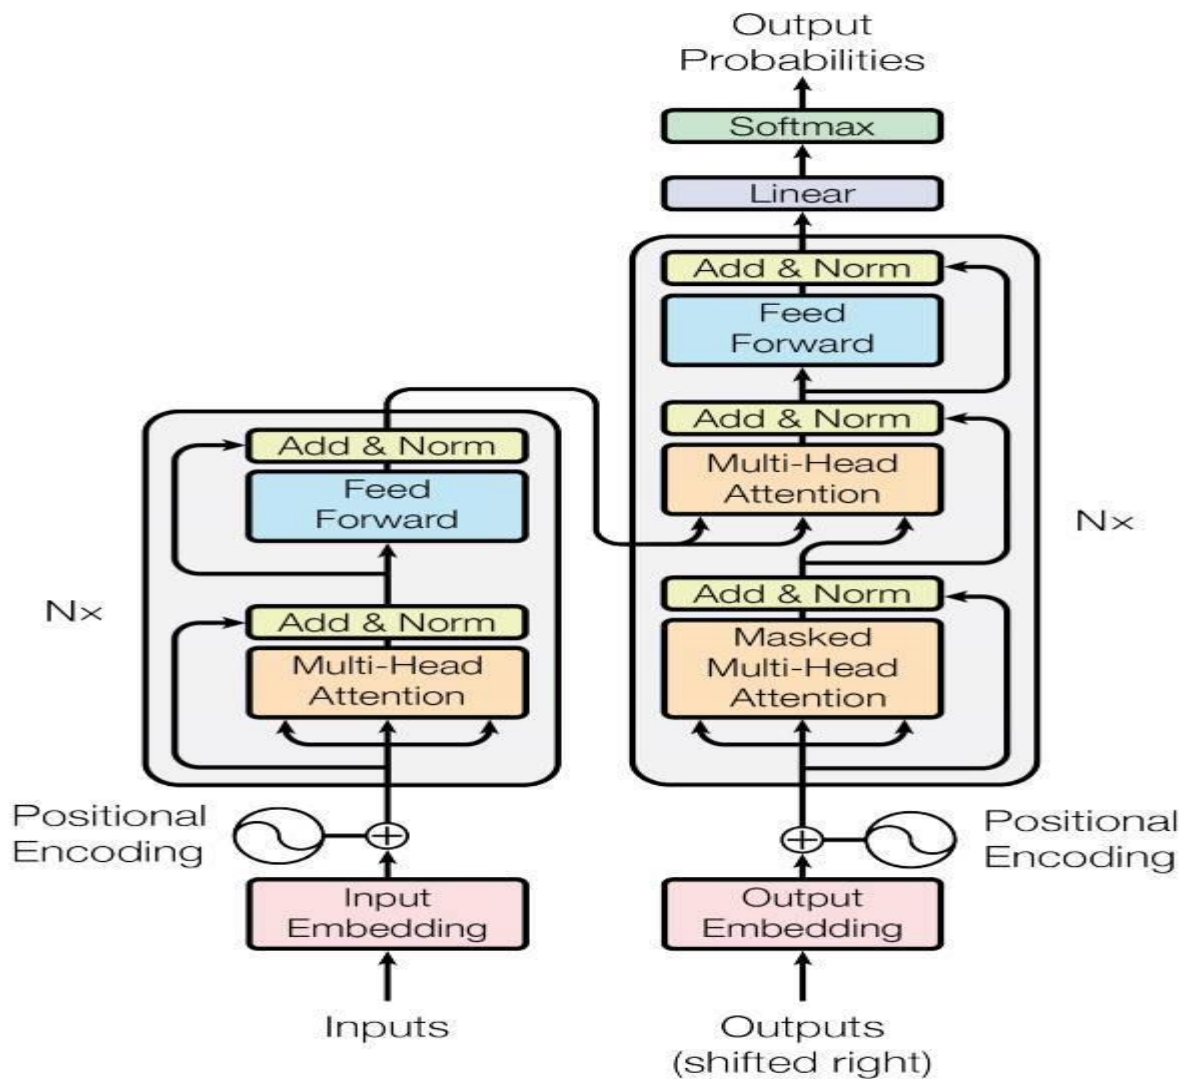 Output
Probabilities
Softmax
Linear
Add & Norm
Feed
Forward
Add & Norm
Multi-Head
Attention
Nx
Add & Norm
Masked
Multi-Head
Attention
Add & Norm
Feed
Forward
Nx
Add & Norm
Multi-Head
Attention
Positional
Encoding
Positional
Encoding
Input
Embedding
Output
Embedding
Inputs
Outputs
(shifted right)